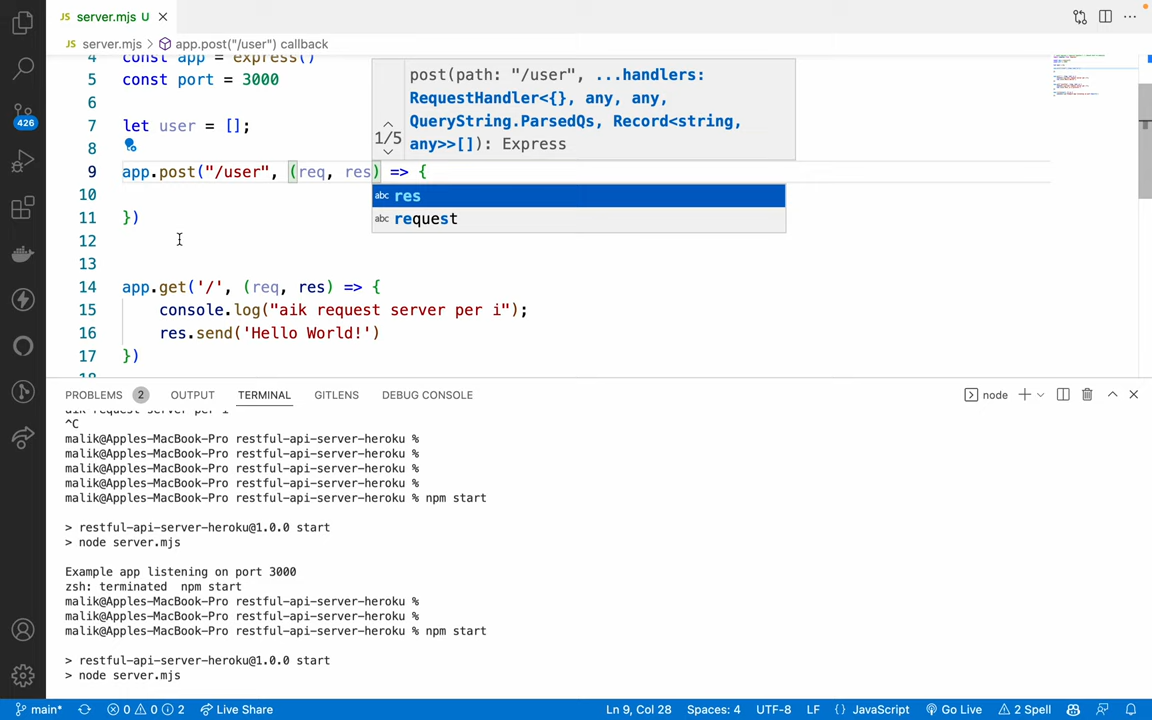 server.mjs U
server.mjs > app.post("/user") callback
4 const app = express()
5 const port = 3000
6
7 let user = [];
8
9 app.post("/user", (req, res) => {
10
11 })
12
13
14 app.get('/', (req, res) => {
15 console.log("aik request server per i");
16 res.send('Hello World!')
17 })
18
post(path: "/user", ...handlers:
RequestHandler<{}, any, any,
QueryString.ParsedQs, Record<string,
any>>[]): Express
1/5
abc res
abc request
426
PROBLEMS 2 OUTPUT TERMINAL GITLENS DEBUG CONSOLE node
aik request server per i
^C
malik@Apples-MacBook-Pro restful-api-server-heroku %
malik@Apples-MacBook-Pro restful-api-server-heroku %
malik@Apples-MacBook-Pro restful-api-server-heroku %
malik@Apples-MacBook-Pro restful-api-server-heroku %
malik@Apples-MacBook-Pro restful-api-server-heroku % npm start
> restful-api-server-heroku@1.0.0 start
> node server.mjs
Example app listening on port 3000
zsh: terminated  npm start
malik@Apples-MacBook-Pro restful-api-server-heroku %
malik@Apples-MacBook-Pro restful-api-server-heroku %
malik@Apples-MacBook-Pro restful-api-server-heroku % npm start
> restful-api-server-heroku@1.0.0 start
> node server.mjs
main* 0 0 2 Live Share Ln 9, Col 28 Spaces: 4 UTF-8 LF {} JavaScript Go Live 2 Spell